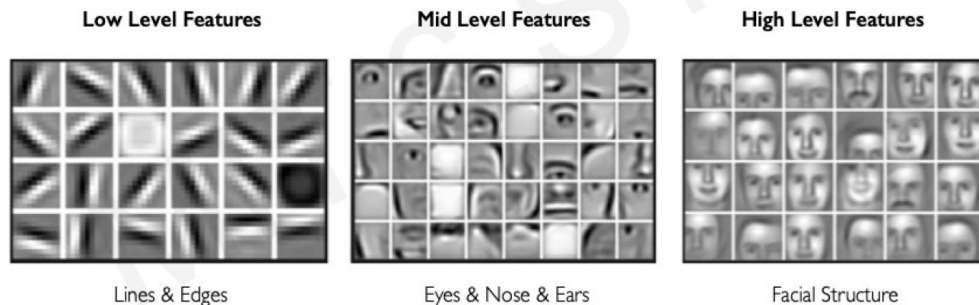 Low Level Features
Mid Level Features
High Level Features
Lines & Edges
Eyes & Nose & Ears
Facial Structure